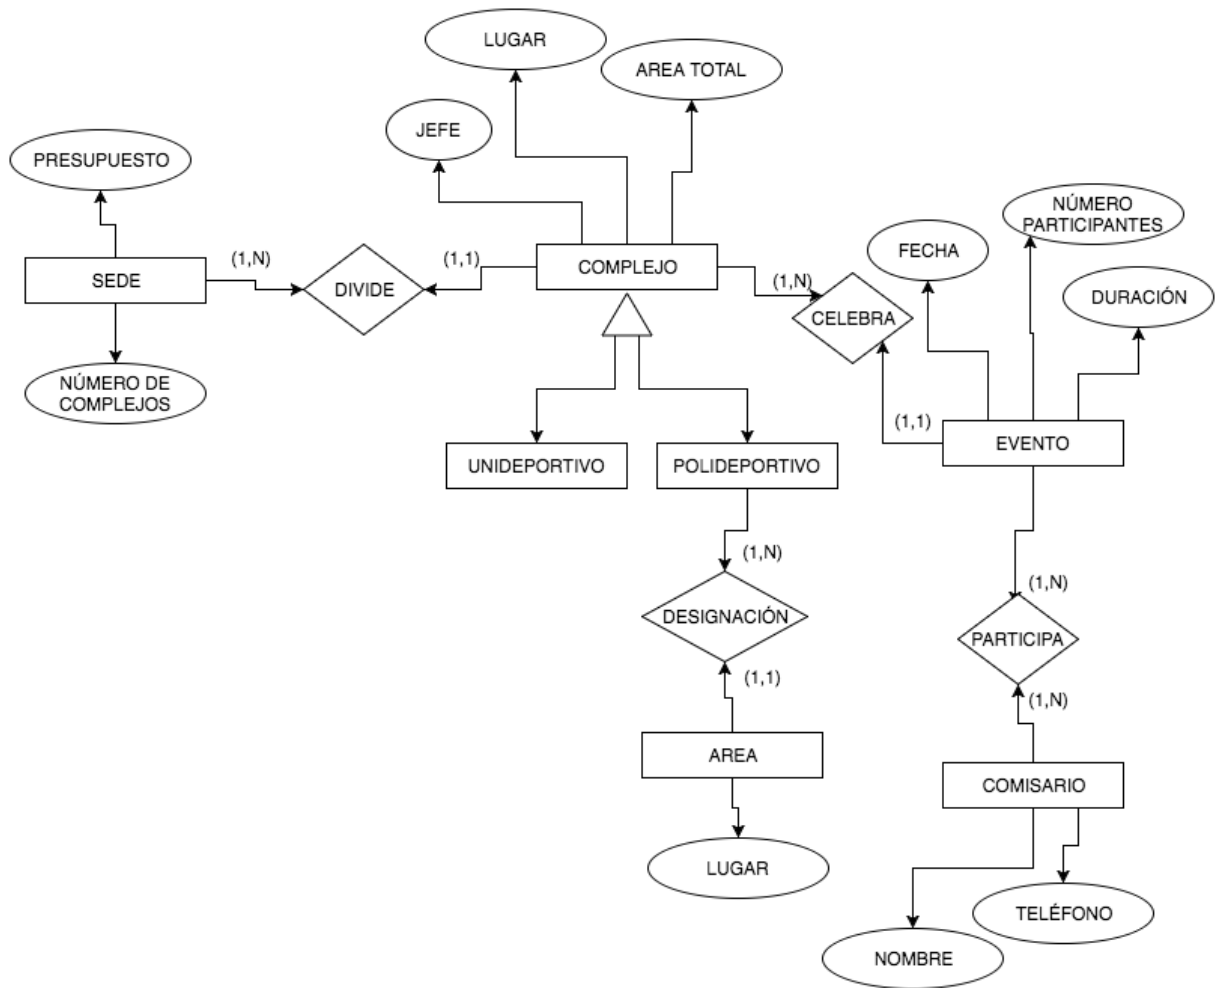 LUGAR
AREA TOTAL
JEFE
PRESUPUESTO
NÚMERO
PARTICIPANTES
FECHA
SEDE
(1,N)
DIVIDE
(1,1)
COMPLEJO
(1,N)
CELEBRA
DURACIÓN
NÚMERO DE
COMPLEJOS
(1,1)
EVENTO
UNIDEPORTIVO
POLIDEPORTIVO
(1,N)
DESIGNACIÓN
(1,1)
(1,N)
PARTICIPA
(1,N)
AREA
COMISARIO
LUGAR
TELÉFONO
NOMBRE